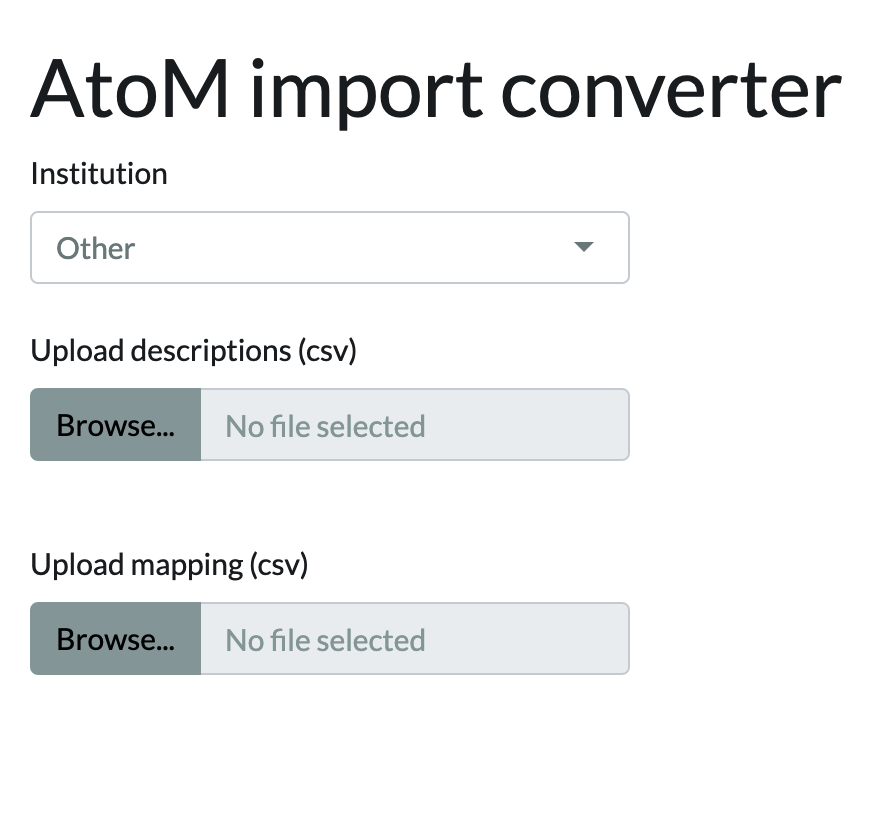 AtoM import converter
Institution
Other
Upload descriptions (csv)
Browse... No file selected
Upload mapping (csv)
Browse... No file selected